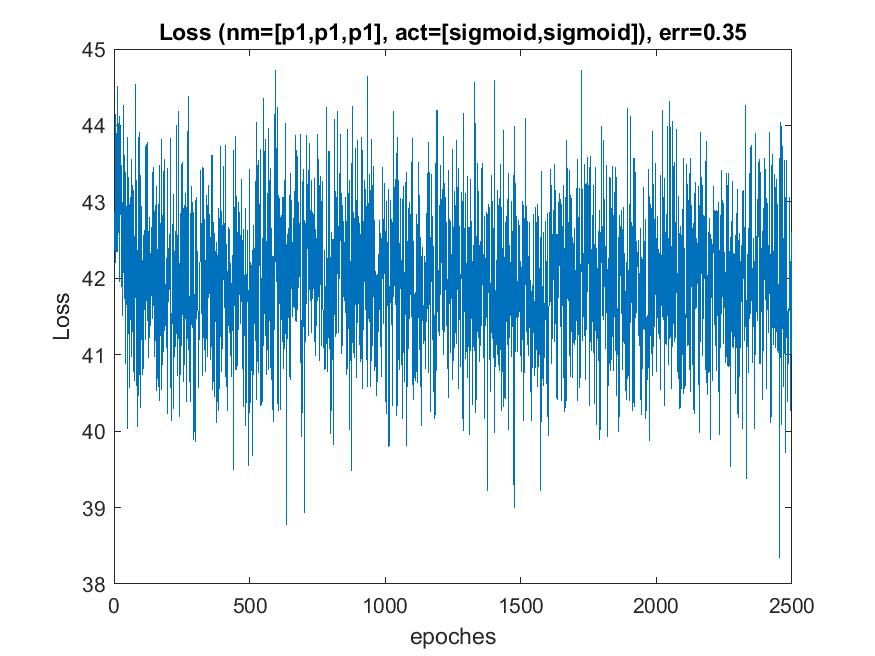 Loss (nm=[p1,p1,p1], act=[sigmoid,sigmoid]), err=0.35
45
44
43
42
41
40
39
38
Loss
0 500 1000 1500 2000 2500
epoches